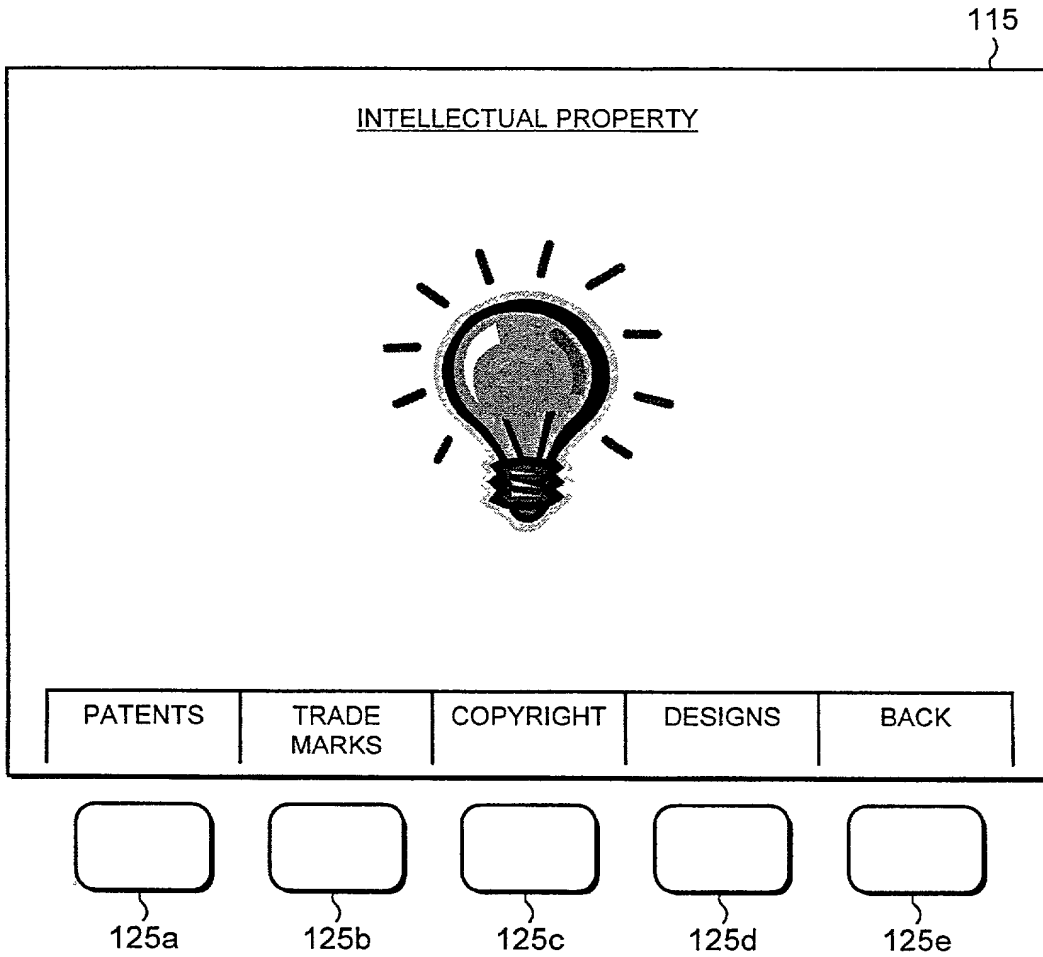 115
INTELLECTUAL PROPERTY
PATENTS
TRADE
MARKS
COPYRIGHT
DESIGNS
BACK
125a
125b
125c
125d
125e